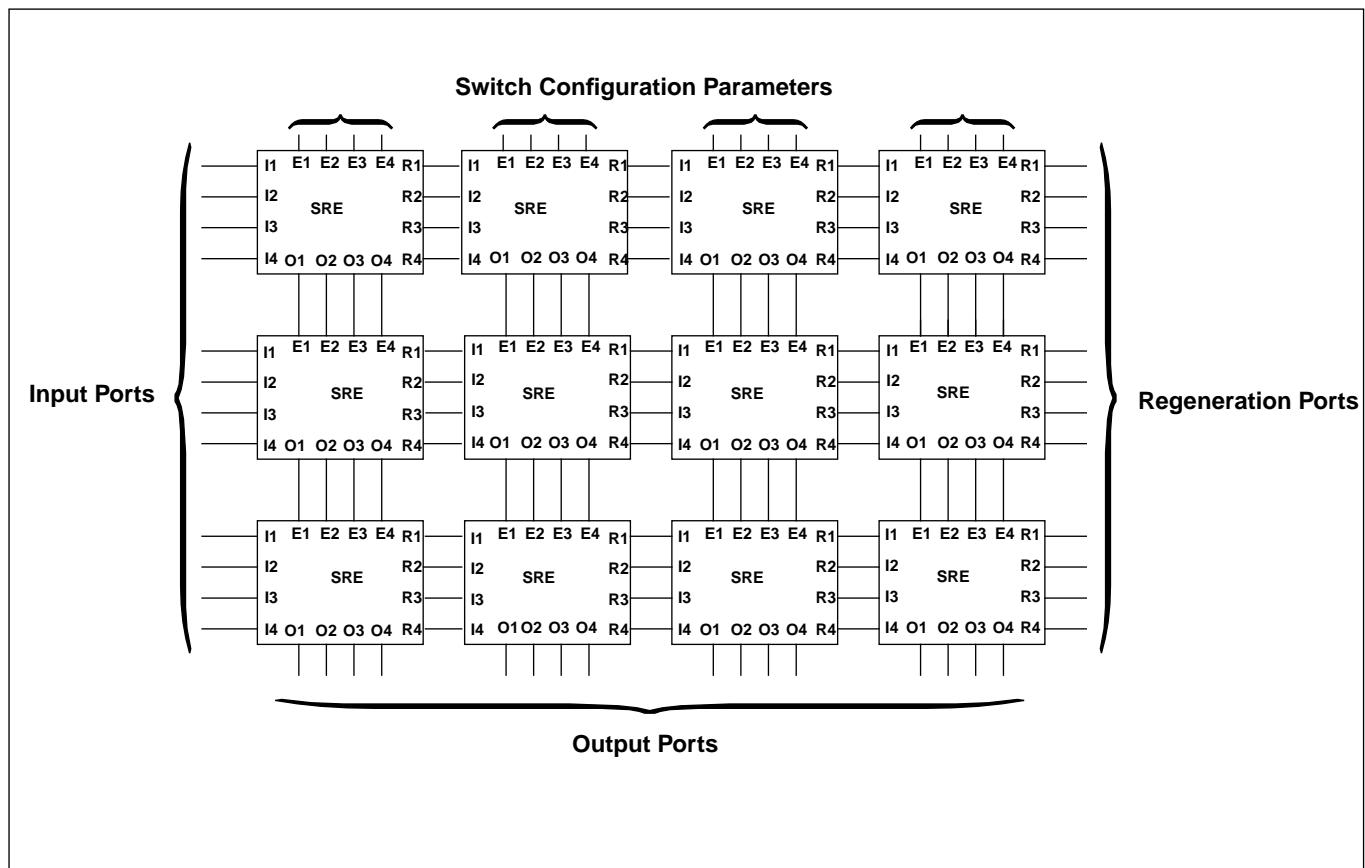 Switch Configuration Parameters
I1 E1 E2 E3 E4 R1 I1 E1 E2 E3 E4 R1 I1 E1 E2 E3 E4 R1 I1 E1 E2 E3 E4 R1
I2 R2 I2 R2 I2 R2 I2 R2
SRE SRE SRE SRE
I3 R3 I3 R3 I3 R3 I3 R3
I4 O1 O2 O3 O4 R4 I4 O1 O2 O3 O4 R4 I4 O1 O2 O3 O4 R4 I4 O1 O2 O3 O4 R4
I1 E1 E2 E3 E4 R1 I1 E1 E2 E3 E4 R1 I1 E1 E2 E3 E4 R1 I1 E1 E2 E3 E4 R1
I2 R2 I2 R2 I2 R2 I2 R2
Input Ports
SRE SRE SRE SRE
Regeneration Ports
I3 R3 I3 R3 I3 R3 I3 R3
I4 O1 O2 O3 O4 R4 I4 O1 O2 O3 O4 R4 I4 O1 O2 O3 O4 R4 I4 O1 O2 O3 O4 R4
I1 E1 E2 E3 E4 R1 I1 E1 E2 E3 E4 R1 I1 E1 E2 E3 E4 R1 I1 E1 E2 E3 E4 R1
I2 R2 I2 R2 I2 R2 I2 R2
SRE SRE SRE SRE
I3 R3 I3 R3 I3 R3 I3 R3
I4 O1 O2 O3 O4 R4 I4 O1 O2 O3 O4 R4 I4 O1 O2 O3 O4 R4 I4 O1 O2 O3 O4 R4
Output Ports